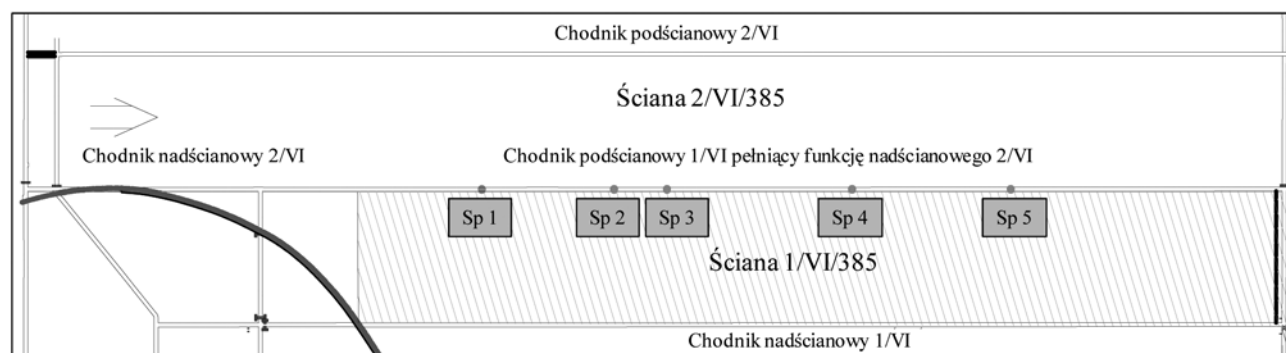 Chodnik podścianowy 2/VI
Ściana 2/VI/385
Chodnik nadścianowy 2/VI
Chodnik podścianowy 1/VI pełniący funkcję nadścianowego 2/VI
Sp 1
Sp 2
Sp 3
Sp 4
Sp 5
Ściana 1/VI/385
Chodnik nadścianowy 1/VI